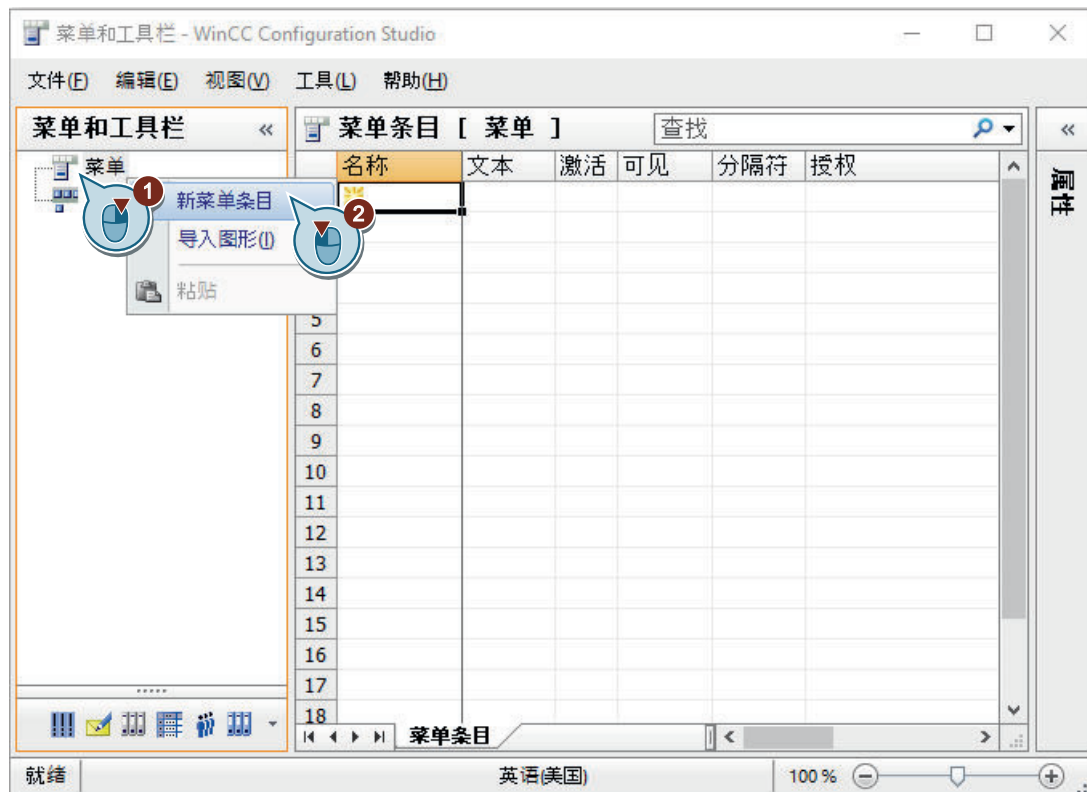 菜单和工具栏 - WinCC Configuration Studio
文件(F) 编辑(E) 视图(V) 工具(L) 帮助(H)
菜单和工具栏 «
菜单条目 [ 菜单 ] 查找 «
菜单
名称 文本 激活 可见 分隔符 授权
属性
1
新菜单条目
2
导入图形(I)
粘贴
5
6
7
8
9
10
11
12
13
14
15
16
17
18
菜单条目
就绪 英语(美国) 100 %